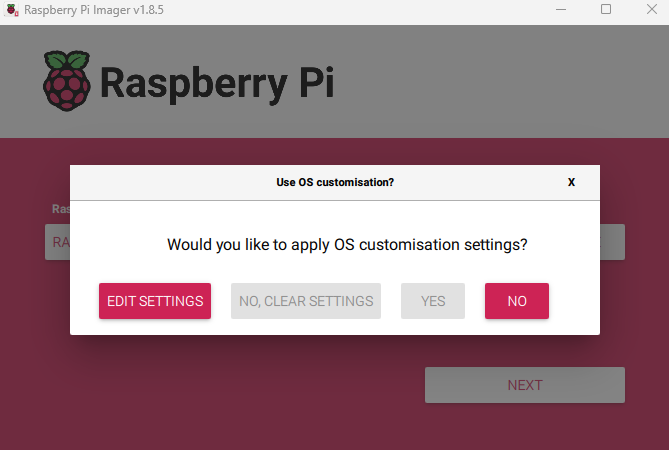 Raspberry Pi Imager v1.8.5
Raspberry Pi
Use OS customisation?
X
Ras
RA
Would you like to apply OS customisation settings?
EDIT SETTINGS
NO, CLEAR SETTINGS
YES
NO
NEXT